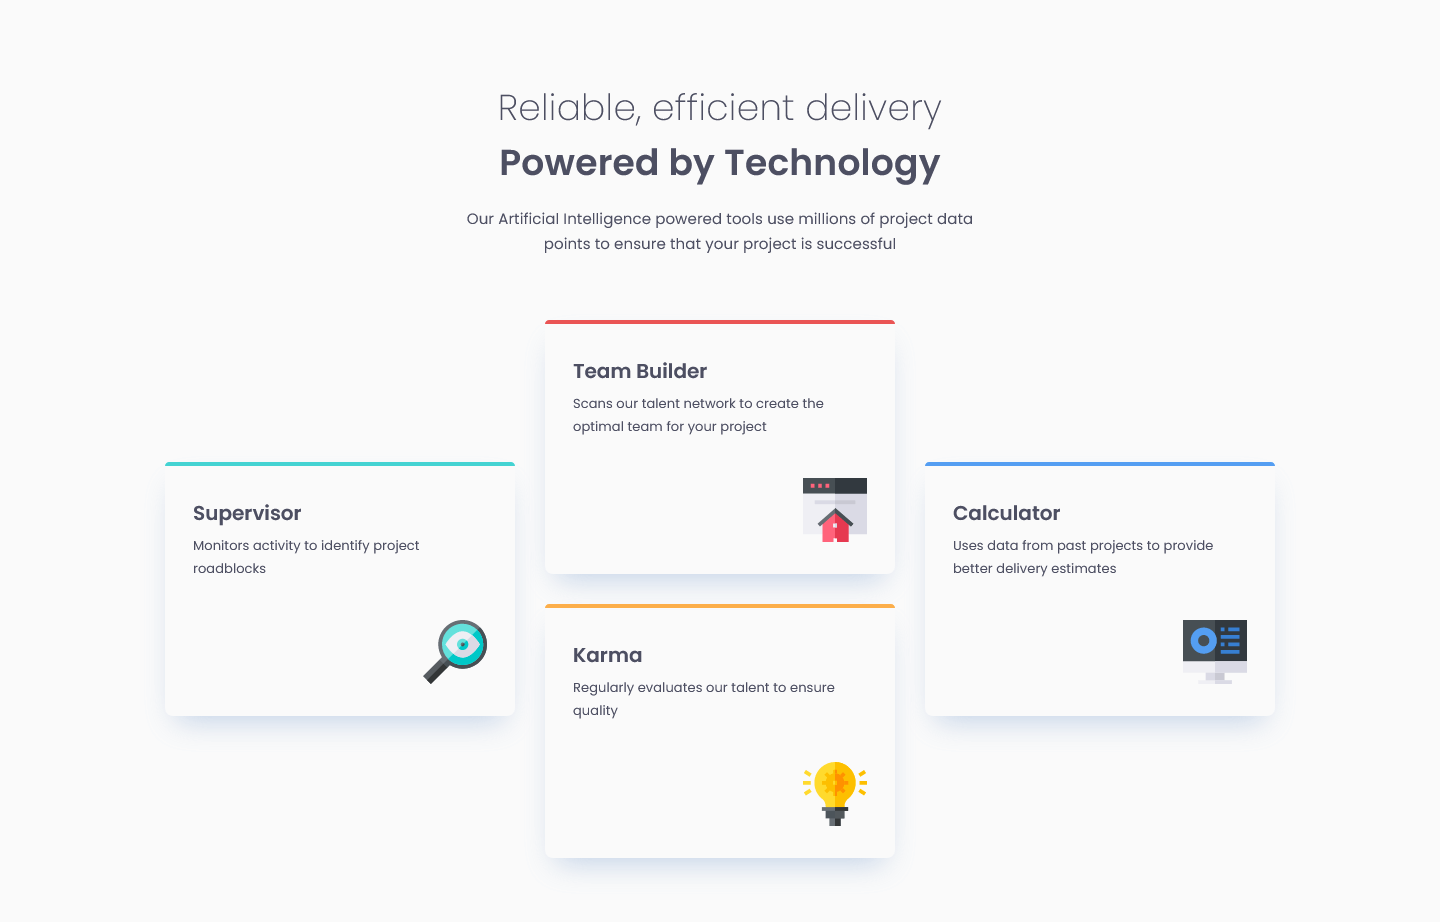 Reliable, efficient delivery
Powered by Technology
Our Artificial Intelligence powered tools use millions of project data
points to ensure that your project is successful
Supervisor
Monitors activity to identify project
roadblocks
Team Builder
Scans our talent network to create the
optimal team for your project
Karma
Regularly evaluates our talent to ensure
quality
Calculator
Uses data from past projects to provide
better delivery estimates